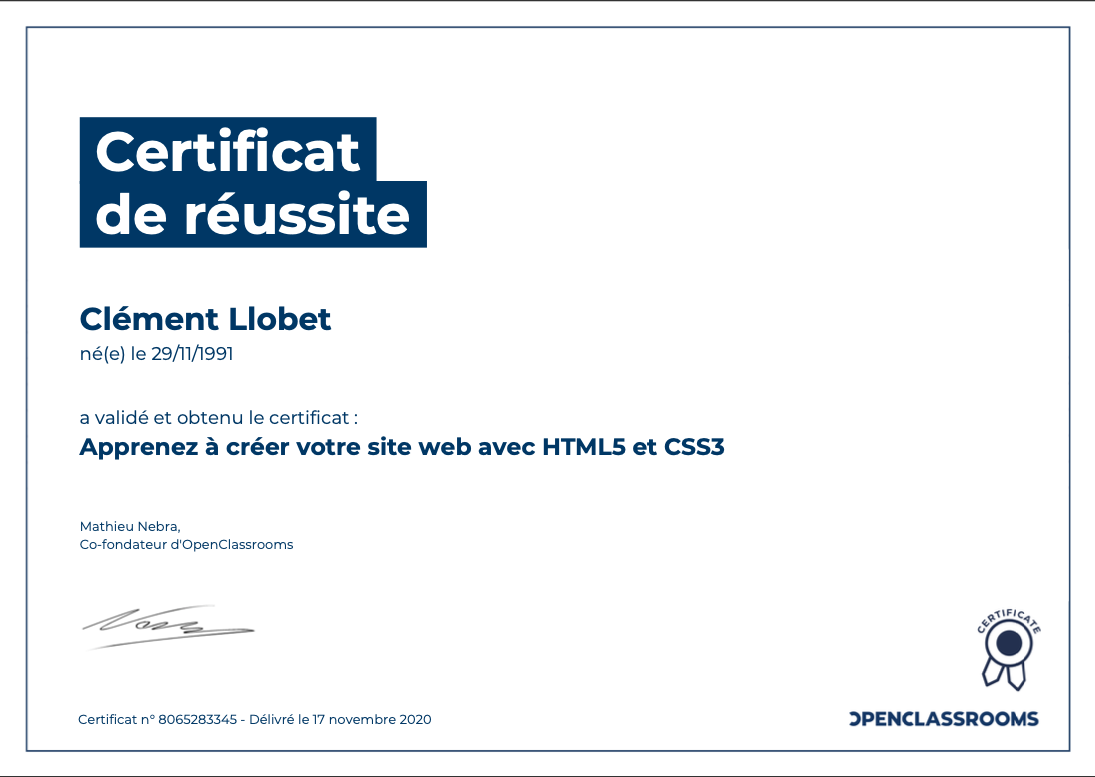 Certificat
de réussite
Clément Llobet
né(e) le 29/11/1991
a validé et obtenu le certificat :
Apprenez à créer votre site web avec HTML5 et CSS3
Mathieu Nebra,
Co-fondateur d'OpenClassrooms
CERTIFICATE
Certificat n° 8065283345 - Délivré le 17 novembre 2020
OPENCLASSROOMS